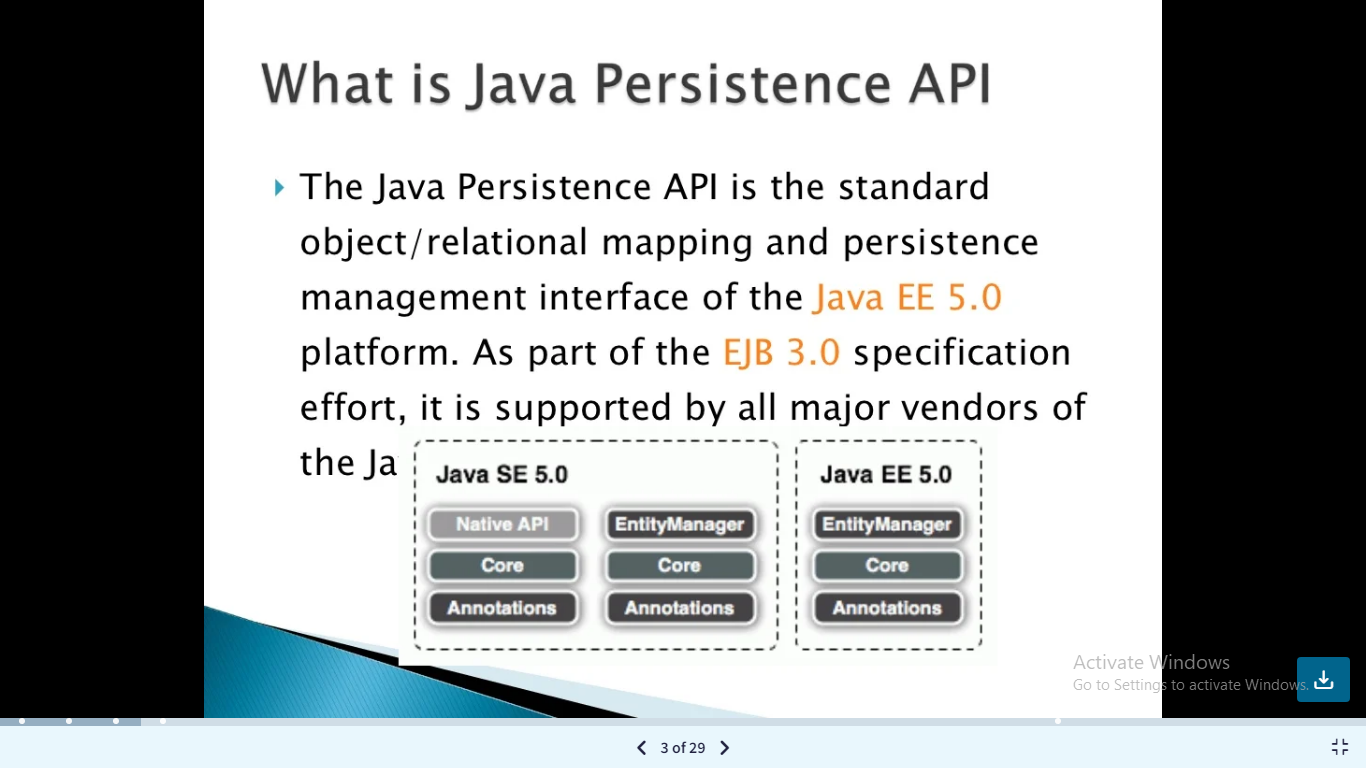 What is Java Persistence API
The Java Persistence API is the standard
object/relational mapping and persistence
management interface of the Java EE 5.0
platform. As part of the EJB 3.0 specification
effort, it is supported by all major vendors of
the Ja
Java SE 5.0
Native API
Core
Annotations
EntityManager
Core
Annotations
Java EE 5.0
EntityManager
Core
Annotations
Activate Windows
Go to Settings to activate Windows.
3 of 29